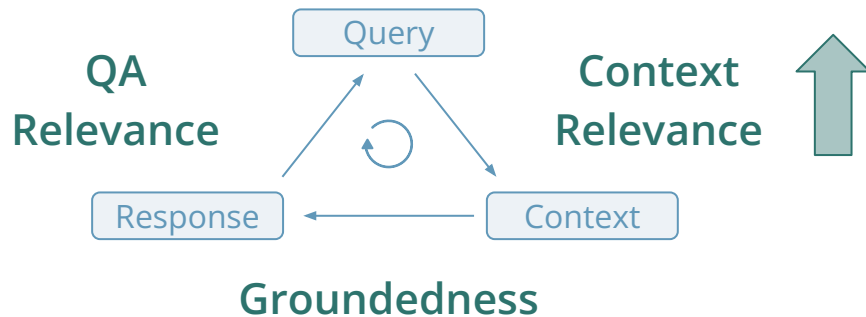 Query
QA
Relevance
Context
Relevance
Response
Context
Groundedness